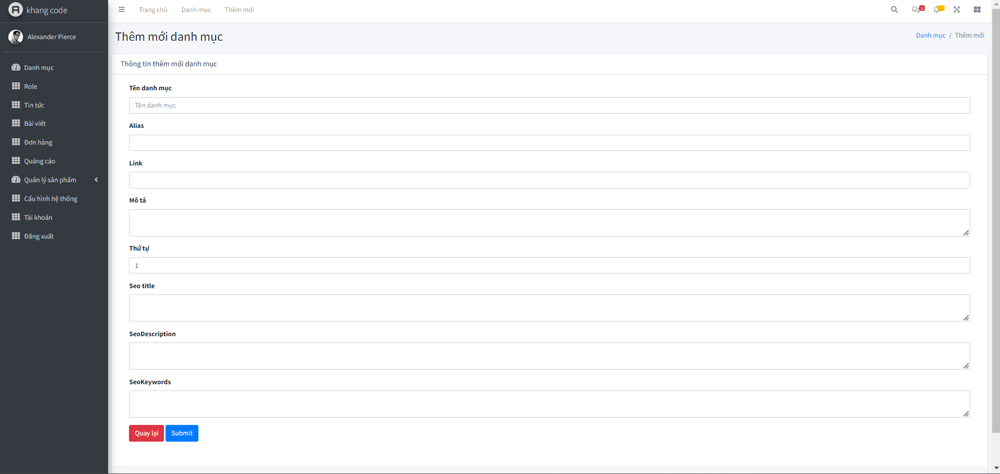 khang code
Trang chủ Danh mục Thêm mới
3
15
Alexander Pierce
Thêm mới danh mục
Danh mục / Thêm mới
Danh mục
Role
Tin tức
Bài viết
Đơn hàng
Quảng cáo
Quản lý sản phẩm
Cấu hình hệ thống
Tài khoản
Đăng xuất
Thông tin thêm mới danh mục
Tên danh mục
Tên danh mục
Alias
Link
Mô tả
Thứ tự
1
Seo title
SeoDescription
SeoKeywords
Quay lại Submit